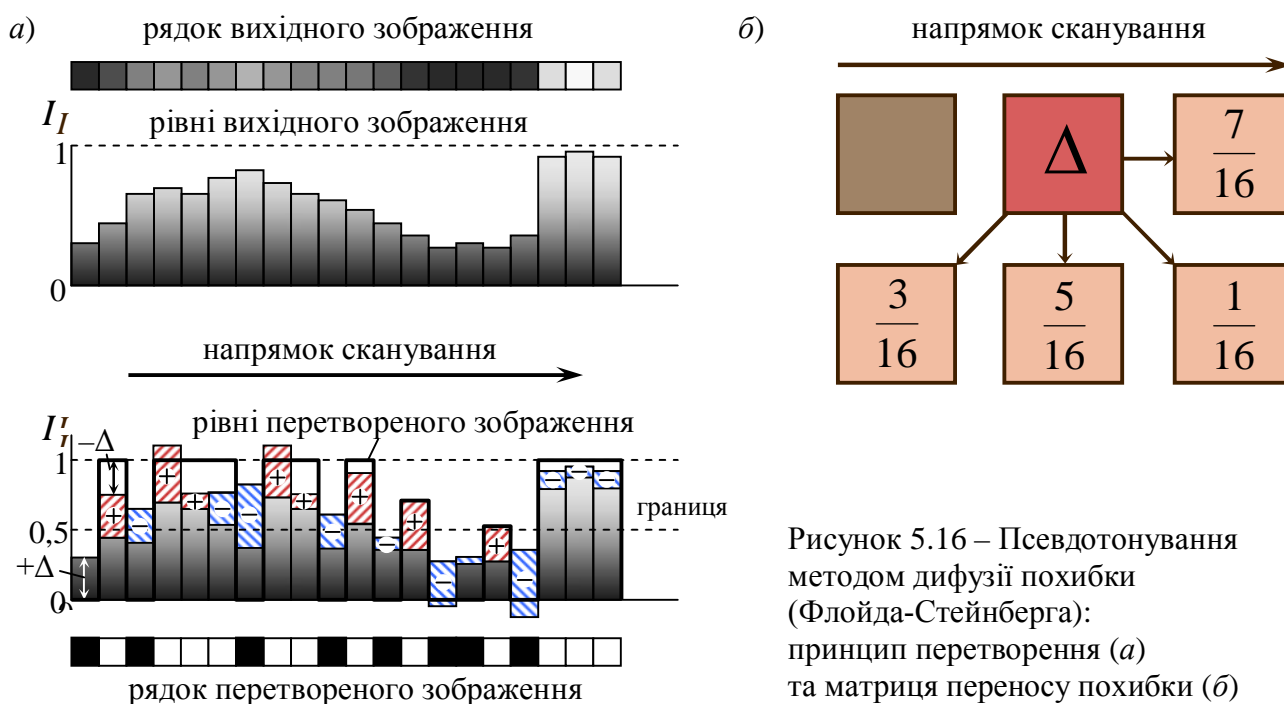 а)
рядок вихідного зображення
I
I
рівні вихідного зображення
1
0
напрямок сканування
I
рівні перетвореного зображення
−Δ
1
+
+
+
+
+
+
+
+
−
−
−
−
−
−
−
−
−
−
−
границя
0,5
+Δ
0
рядок перетвореного зображення
б)
напрямок сканування
Δ
7
16
3
16
5
16
1
16
Рисунок 5.16 – Псевдотонування
методом дифузії похибки
(Флойда-Стейнберга):
принцип перетворення (а)
та матриця переносу похибки (б)